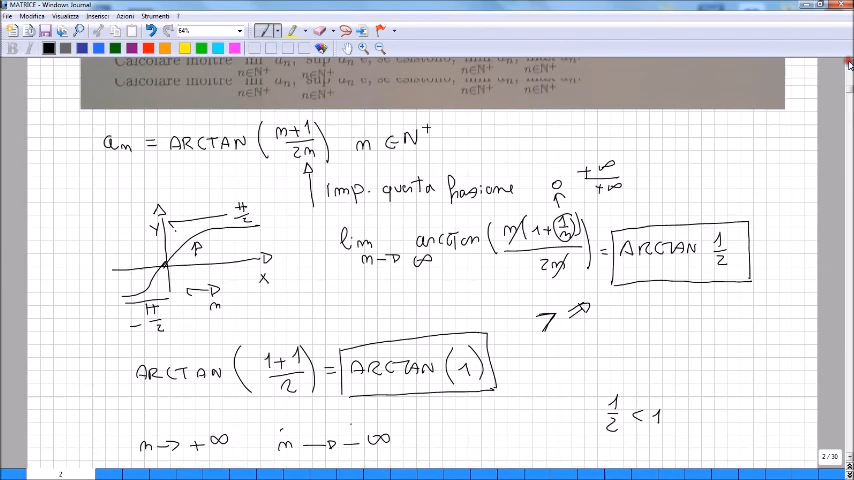 MATRICE - Windows Journal
File Modifica Visualizza Inserisci Azioni Strumenti ?
64%
Calcolare inoltre inf aₙ, sup aₙ e, se esistono, min aₙ, max aₙ.
n∈N⁺ n∈N⁺ n∈N⁺ n∈N⁺
aₙ = ARCTAN (n+1/2n) n ∈ N⁺
imp. questa frazione
+∞/+∞
0
lim n→∞ arctan (n(1+(1/n))/2n) = ARCTAN 1/2
Y
π/2
X
n
-π/2
ARCTAN (1+1/2) = ARCTAN (1)
1/2 < 1
n → +∞ n → -∞
2
2 / 30